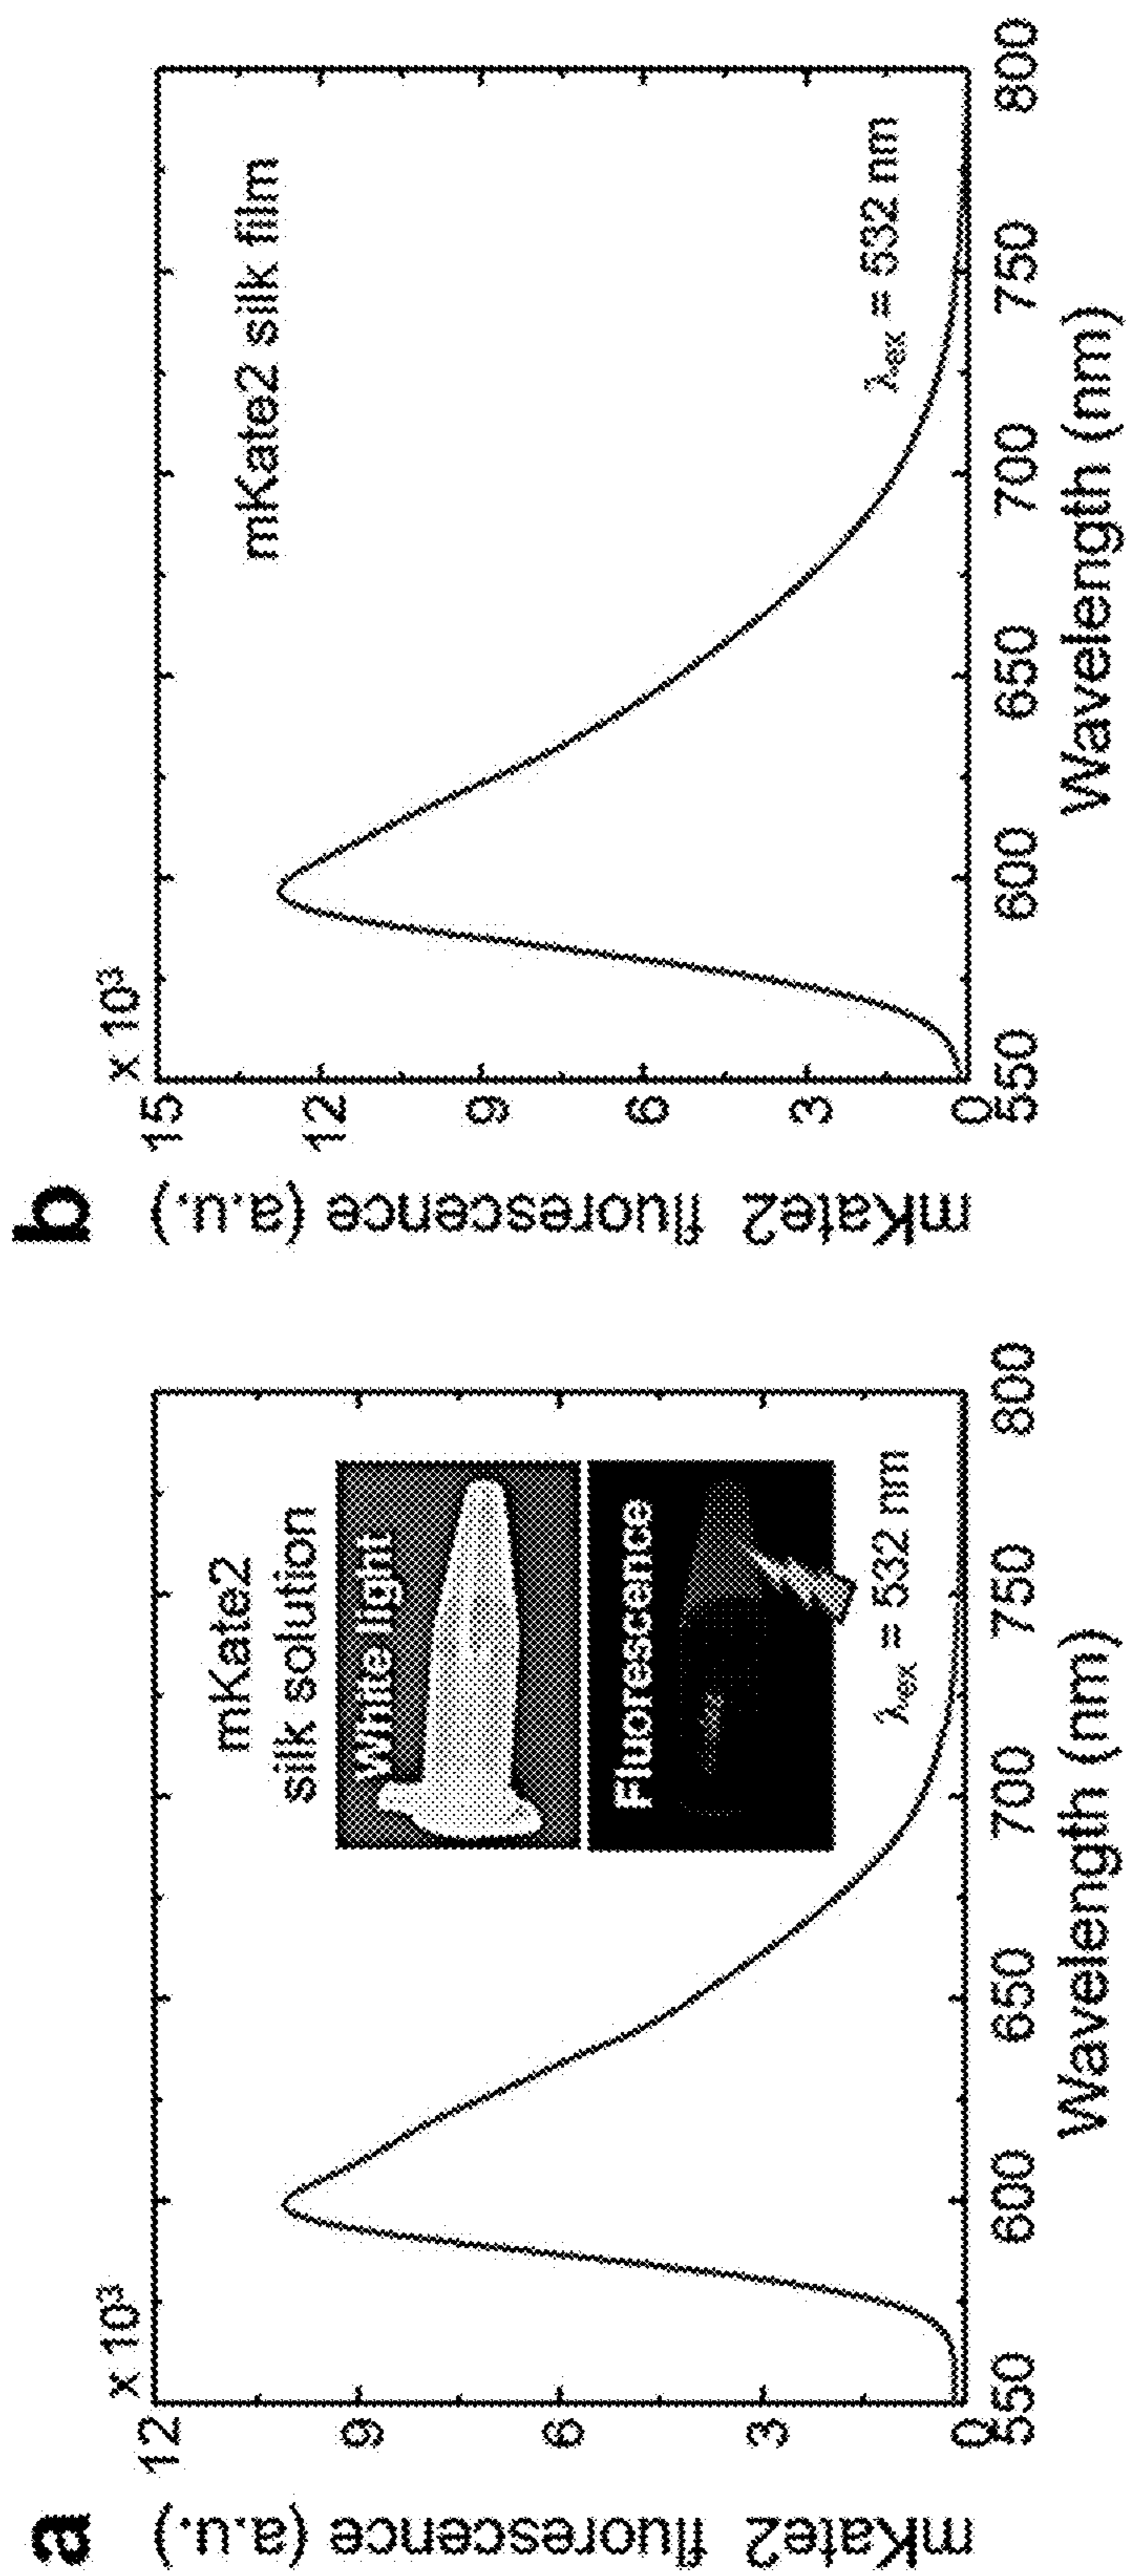 a
x 10³
12
9
6
3
0
mKate2 fluorescence (a.u.)
mKate2
silk solution
White light
Fluorescence
λex = 532 nm
550 600 650 700 750 800
Wavelength (nm)
b
x 10³
15
12
9
6
3
0
mKate2 fluorescence (a.u.)
mKate2 silk film
λex = 532 nm
550 600 650 700 750 800
Wavelength (nm)